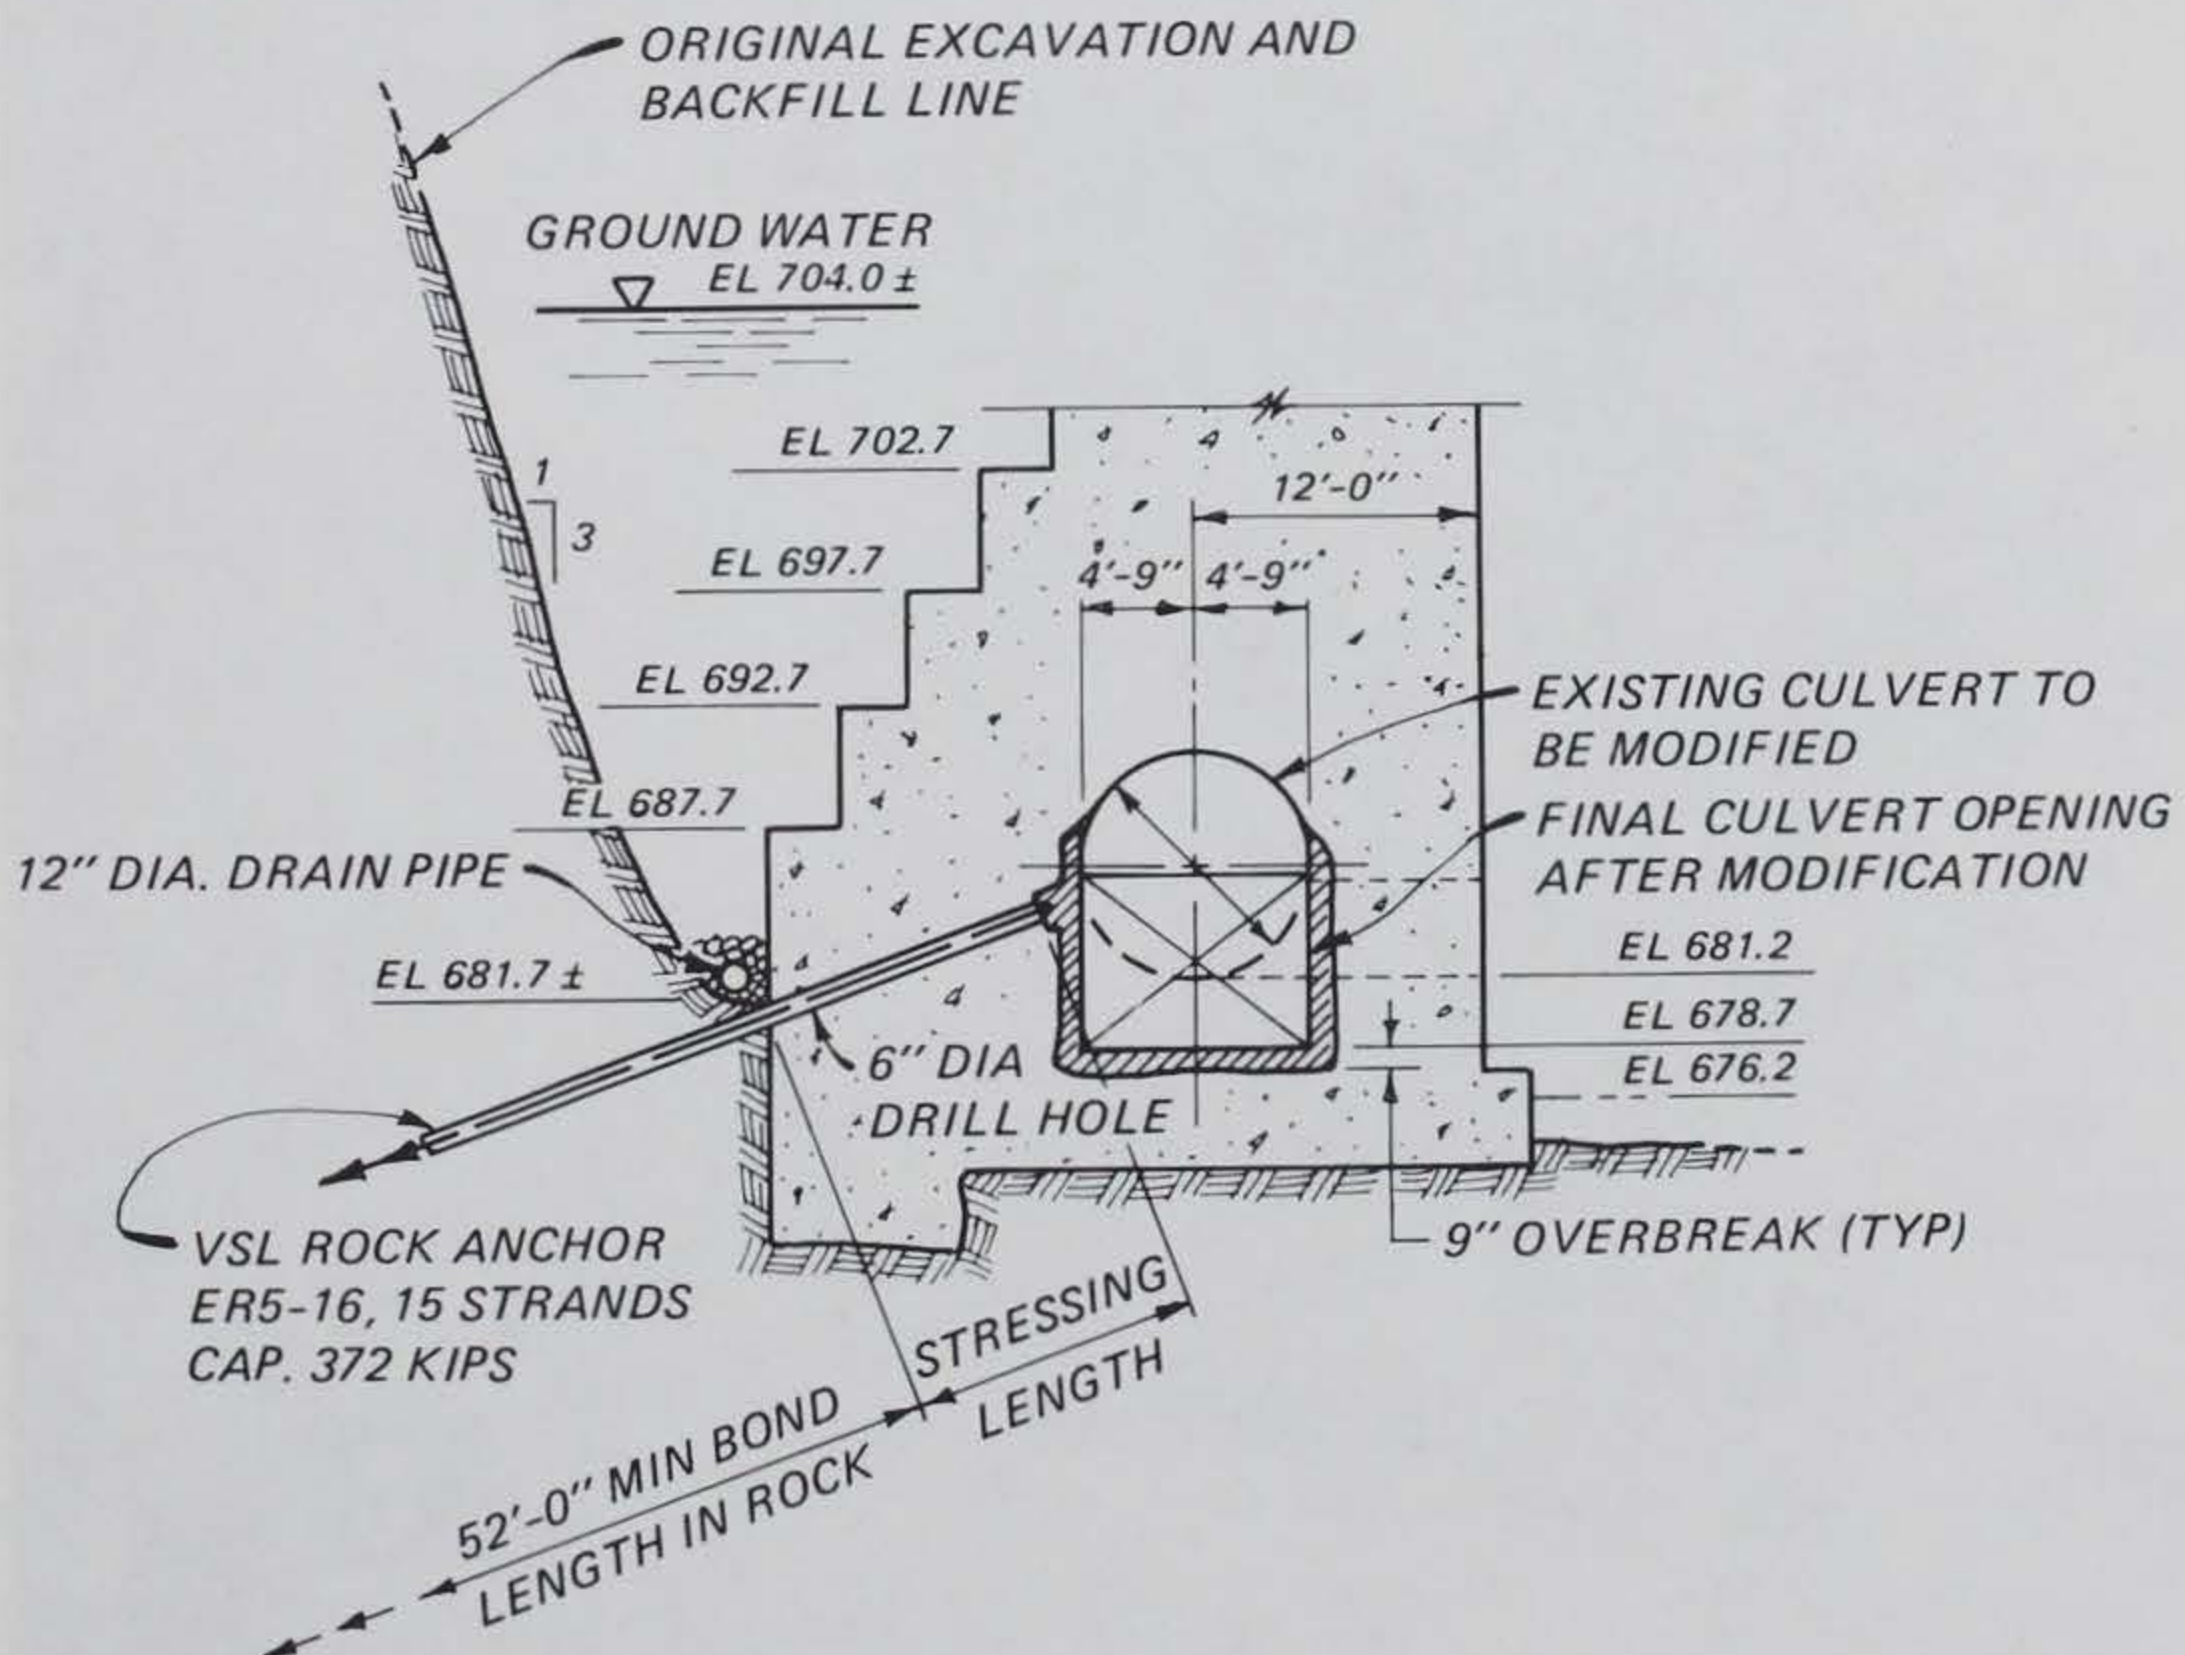 ORIGINAL EXCAVATION AND
BACKFILL LINE
GROUND WATER
EL 704.0 ±
EL 702.7
12'-0"
1
3
EL 697.7
4'-9" 4'-9"
EL 692.7
EXISTING CULVERT TO
BE MODIFIED
EL 687.7
FINAL CULVERT OPENING
AFTER MODIFICATION
12" DIA. DRAIN PIPE
EL 681.2
EL 681.7 ±
EL 678.7
6" DIA
DRILL HOLE
EL 676.2
9" OVERBREAK (TYP)
VSL ROCK ANCHOR
ER5-16, 15 STRANDS
CAP. 372 KIPS
STRESSING
LENGTH
52'-0" MIN BOND
LENGTH IN ROCK